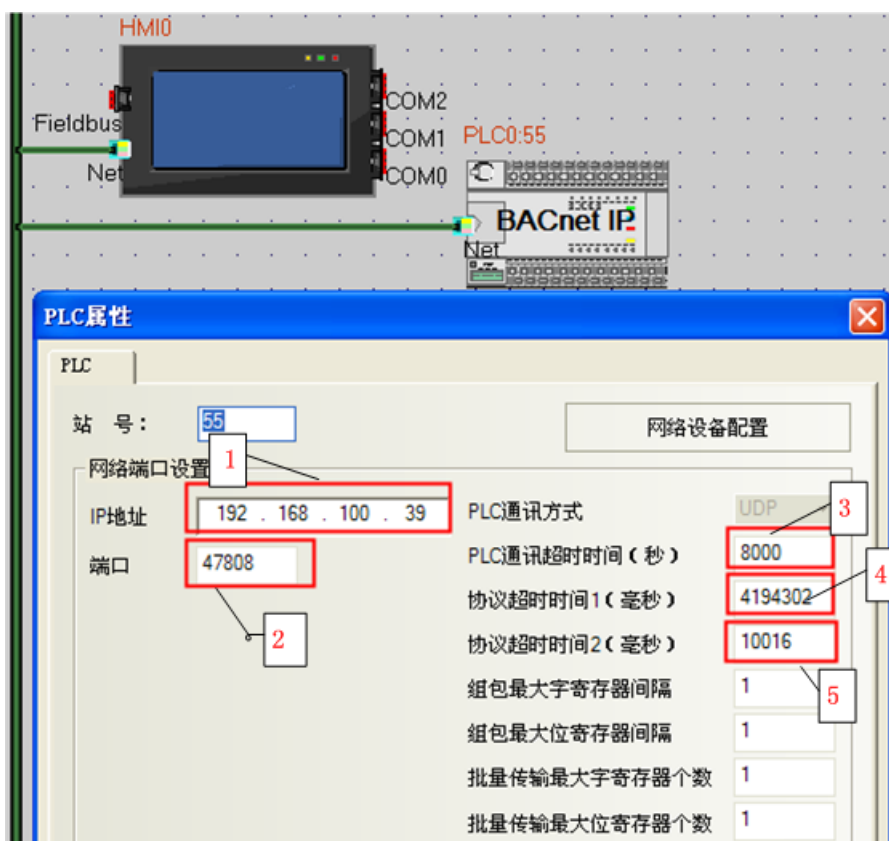 HMI0
COM2
Fieldbus
COM1
PLC0:55
Net
COM0
BACnet IP
Net
PLC属性
PLC
站 号：
55
网络设备配置
网络端口设置
1
IP地址
192 . 168 . 100 . 39
PLC通讯方式
UDP
3
端口
47808
PLC通讯超时时间(秒)
8000
4
协议超时时间1(毫秒)
4194302
2
协议超时时间2(毫秒)
10016
5
组包最大字寄存器间隔
1
组包最大位寄存器间隔
1
批量传输最大字寄存器个数
1
批量传输最大位寄存器个数
1